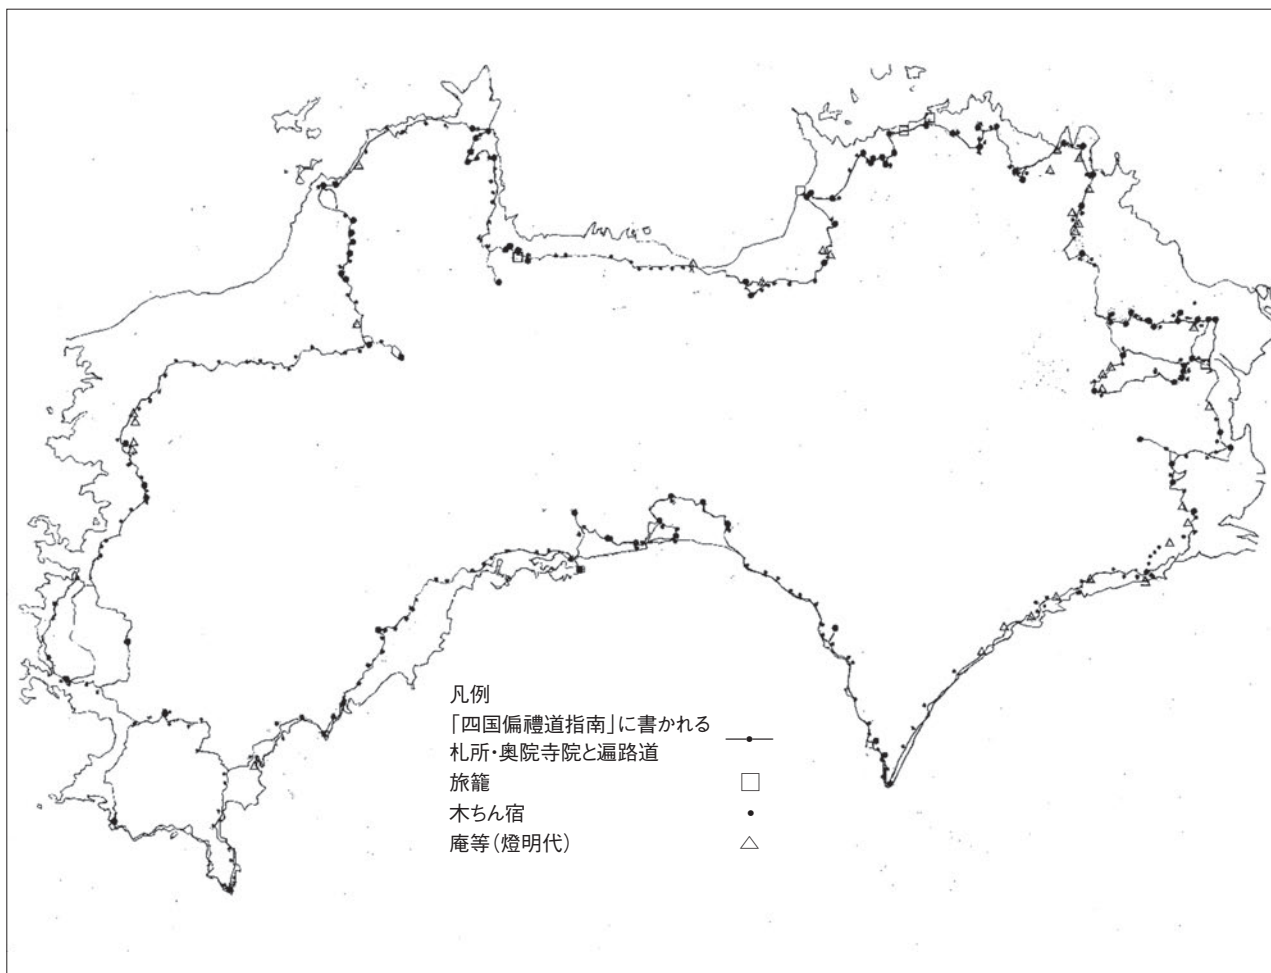 凡例
「四国偏禮道指南」に書かれる
札所・奥院寺院と遍路道
旅籠
木ちん宿
庵等(燈明代)